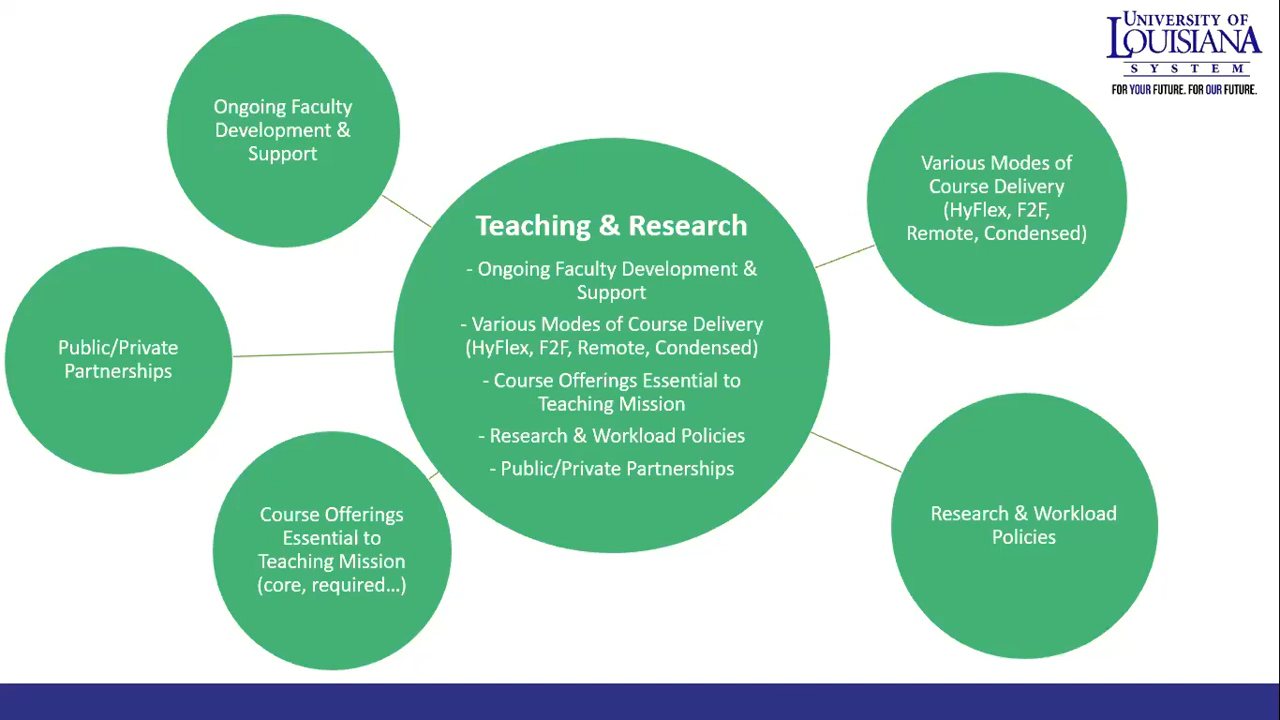 UNIVERSITY OF
LOUISIANA
SYSTEM
FOR YOUR FUTURE. FOR OUR FUTURE.
Ongoing Faculty
Development &
Support
Various Modes of
Course Delivery
(HyFlex, F2F,
Remote, Condensed)
Teaching & Research
- Ongoing Faculty Development &
Support
- Various Modes of Course Delivery
(HyFlex, F2F, Remote, Condensed)
- Course Offerings Essential to
Teaching Mission
- Research & Workload Policies
- Public/Private Partnerships
Public/Private
Partnerships
Course Offerings
Essential to
Teaching Mission
(core, required...)
Research & Workload
Policies